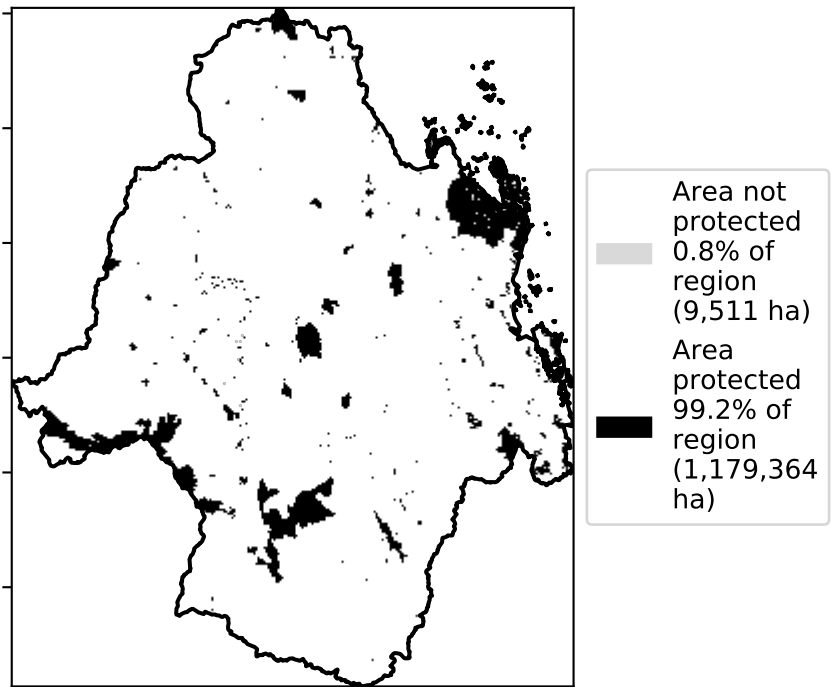 Area not
protected
0.8% of
region
(9,511 ha)
Area
protected
99.2% of
region
(1,179,364
ha)